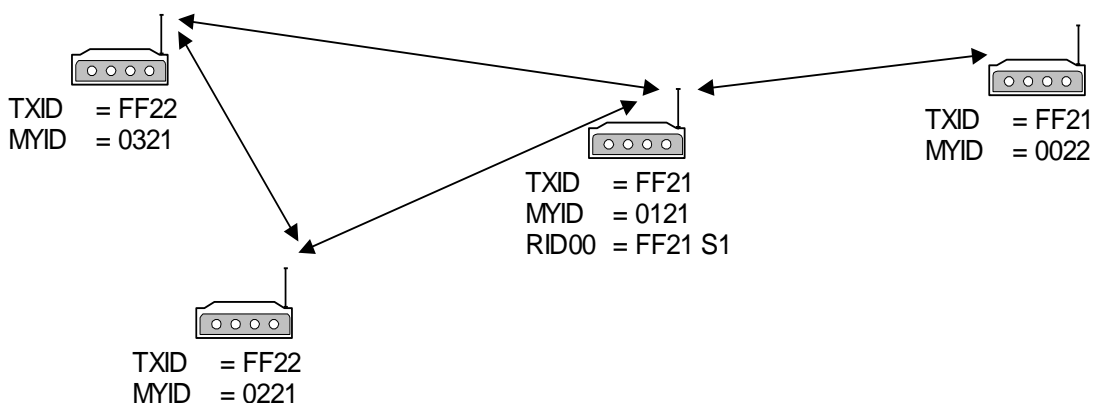 TXID = FF22
MYID = 0321
TXID = FF21
MYID = 0022
TXID = FF21
MYID = 0121
RID00 = FF21 S1
TXID = FF22
MYID = 0221